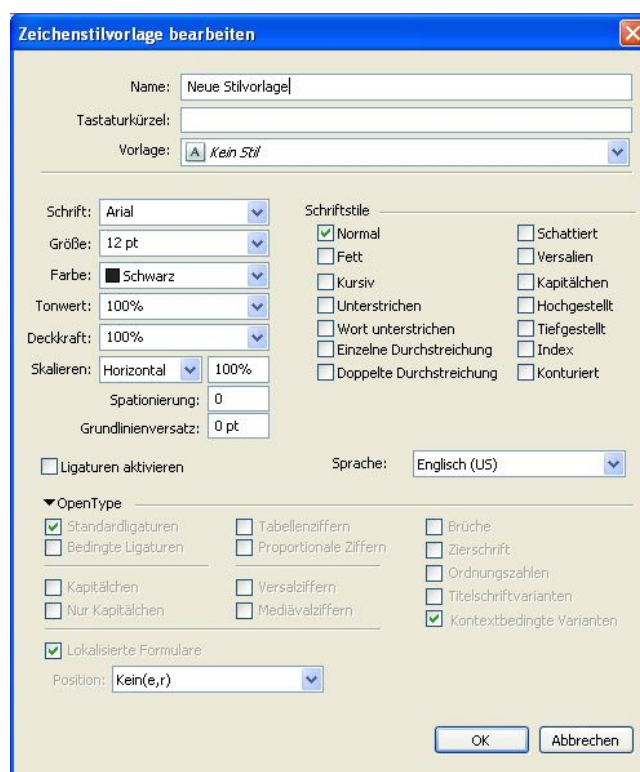 Zeichenstilvorlage bearbeiten
Name: Neue Stilvorlage
Tastaturkürzel:
Vorlage: A Kein Stil
Schrift: Arial
Größe: 12 pt
Farbe: Schwarz
Tonwert: 100%
Deckkraft: 100%
Skalieren: Horizontal 100%
Spationierung: 0
Grundlinienversatz: 0 pt
Schriftstile
Normal
Fett
Kursiv
Unterstrichen
Wort unterstrichen
Einzelne Durchstreichung
Doppelte Durchstreichung
Schattiert
Versalien
Kapitälchen
Hochgestellt
Tiefgestellt
Index
Konturiert
Ligaturen aktivieren
Sprache: Englisch (US)
OpenType
Standardligaturen
Bedingte Ligaturen
Kapitälchen
Nur Kapitälchen
Tabellenziffern
Proportionale Ziffern
Versalziffern
Mediävalziffern
Brüche
Zierschrift
Ordnungszahlen
Titelschriftvarianten
Kontextbedingte Varianten
Lokalisierte Formulare
Position: Kein(e,r)
OK
Abbrechen